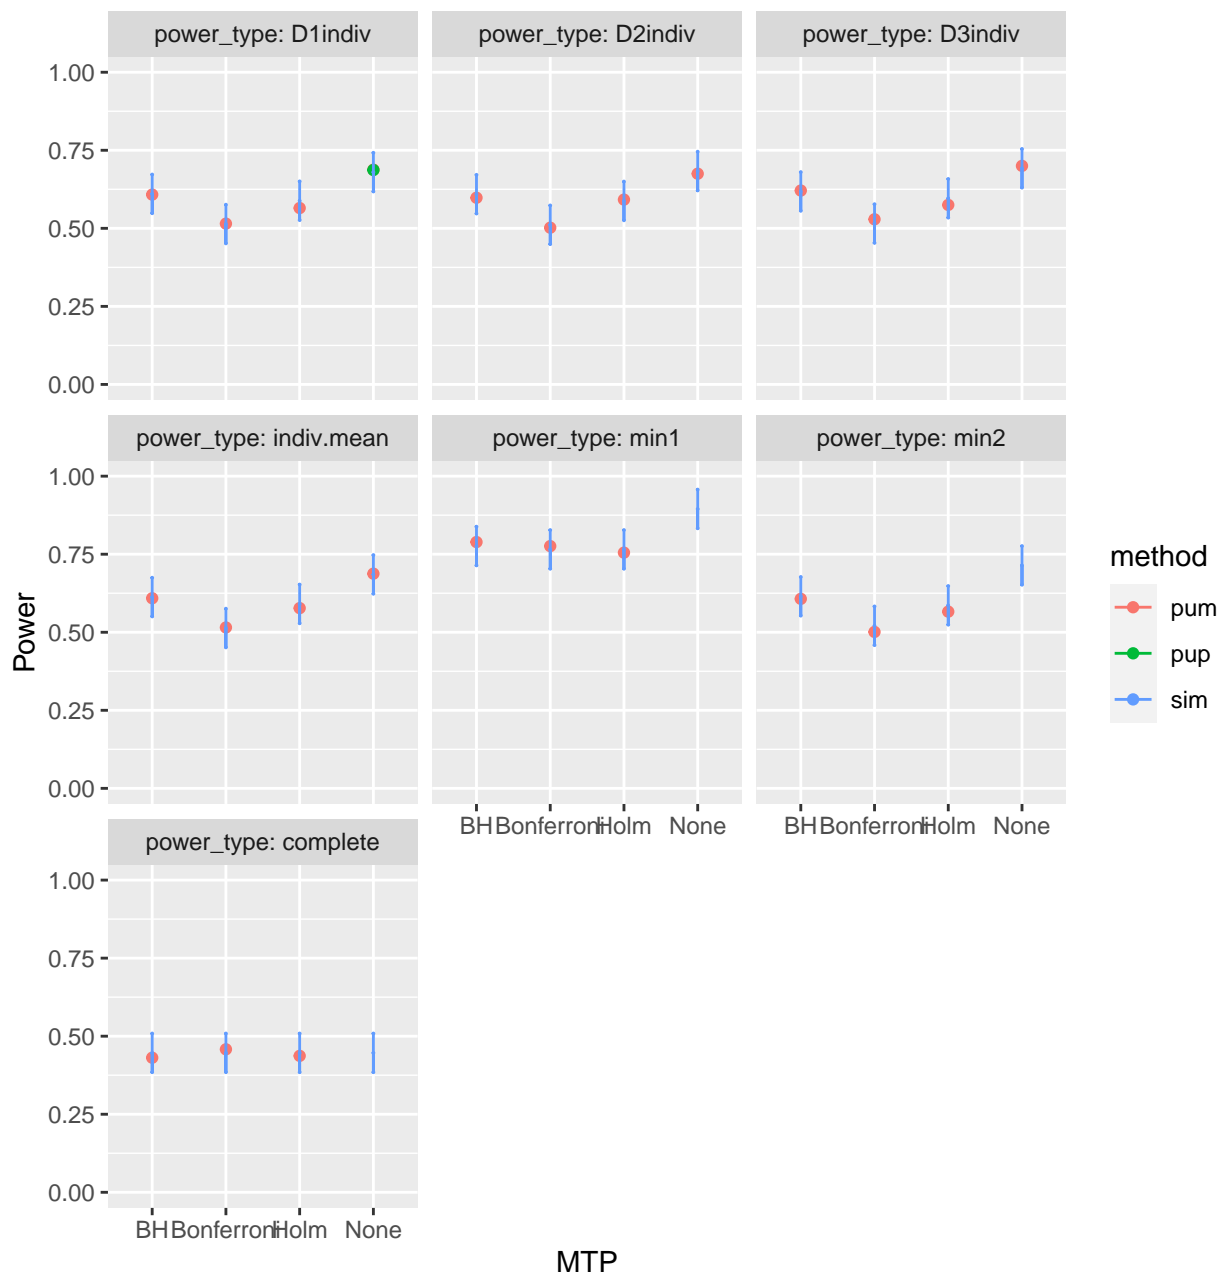 power_type: D1indiv power_type: D2indiv power_type: D3indiv
1.00
0.75
0.50
0.25
0.00
power_type: indiv.mean power_type: min1 power_type: min2
1.00
0.75
0.50
0.25
0.00
BH Bonferroni Holm None BH Bonferroni Holm None
power_type: complete
1.00
0.75
0.50
0.25
0.00
BH Bonferroni Holm None
MTP
Power
method
pum
pup
sim